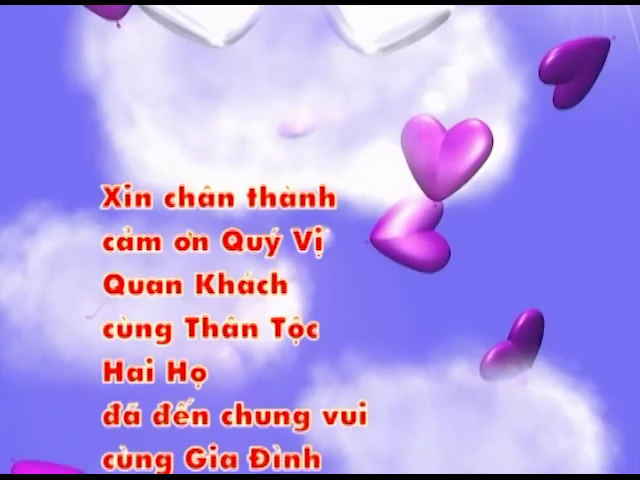 Xin chân thành
cảm ơn Quý Vị
Quan Khách
cùng Thân Tộc
Hai Họ
đã đến chung vui
cùng Gia Đình